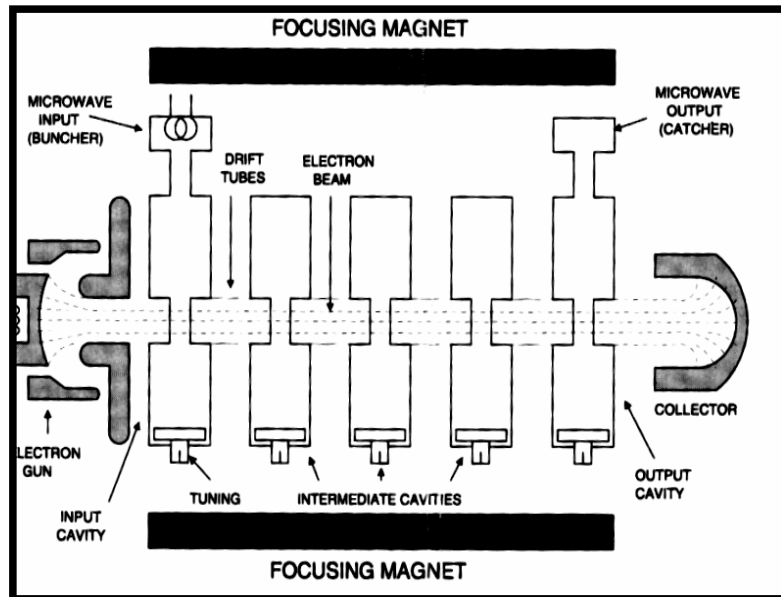 FOCUSING MAGNET
MICROWAVE
INPUT
(BUNCHER)
MICROWAVE
OUTPUT
(CATCHER)
DRIFT
TUBES
ELECTRON
BEAM
COLLECTOR
LECTRON
GUN
INPUT
CAVITY
TUNING
INTERMEDIATE CAVITIES
OUTPUT
CAVITY
FOCUSING MAGNET